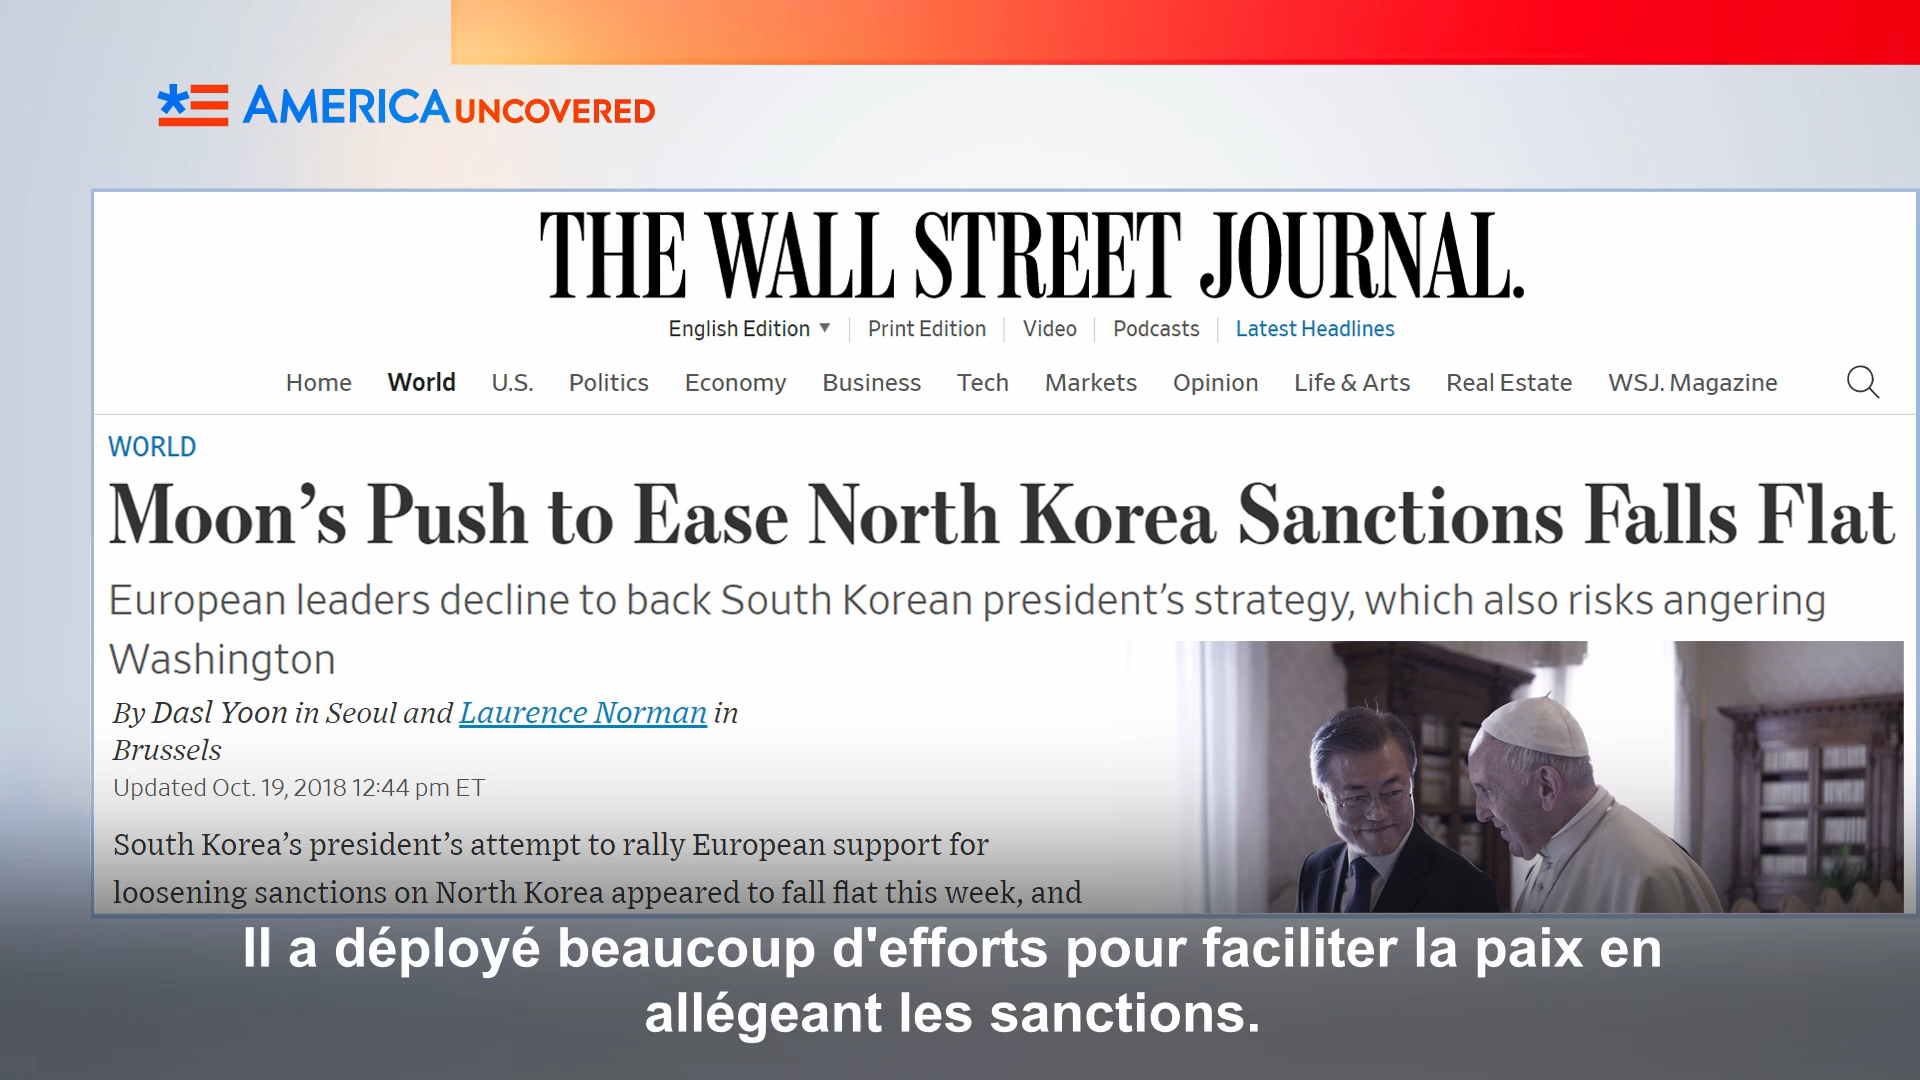 AMERICA UNCOVERED
THE WALL STREET JOURNAL.
English Edition ▼ Print Edition Video Podcasts Latest Headlines
Home World U.S. Politics Economy Business Tech Markets Opinion Life & Arts Real Estate WSJ. Magazine
WORLD
Moon’s Push to Ease North Korea Sanctions Falls Flat
European leaders decline to back South Korean president’s strategy, which also risks angering
Washington
By Dasl Yoon in Seoul and Laurence Norman in
Brussels
Updated Oct. 19, 2018 12:44 pm ET
South Korea’s president’s attempt to rally European support for
loosening sanctions on North Korea appeared to fall flat this week, and
Il a déployé beaucoup d'efforts pour faciliter la paix en
allégeant les sanctions.